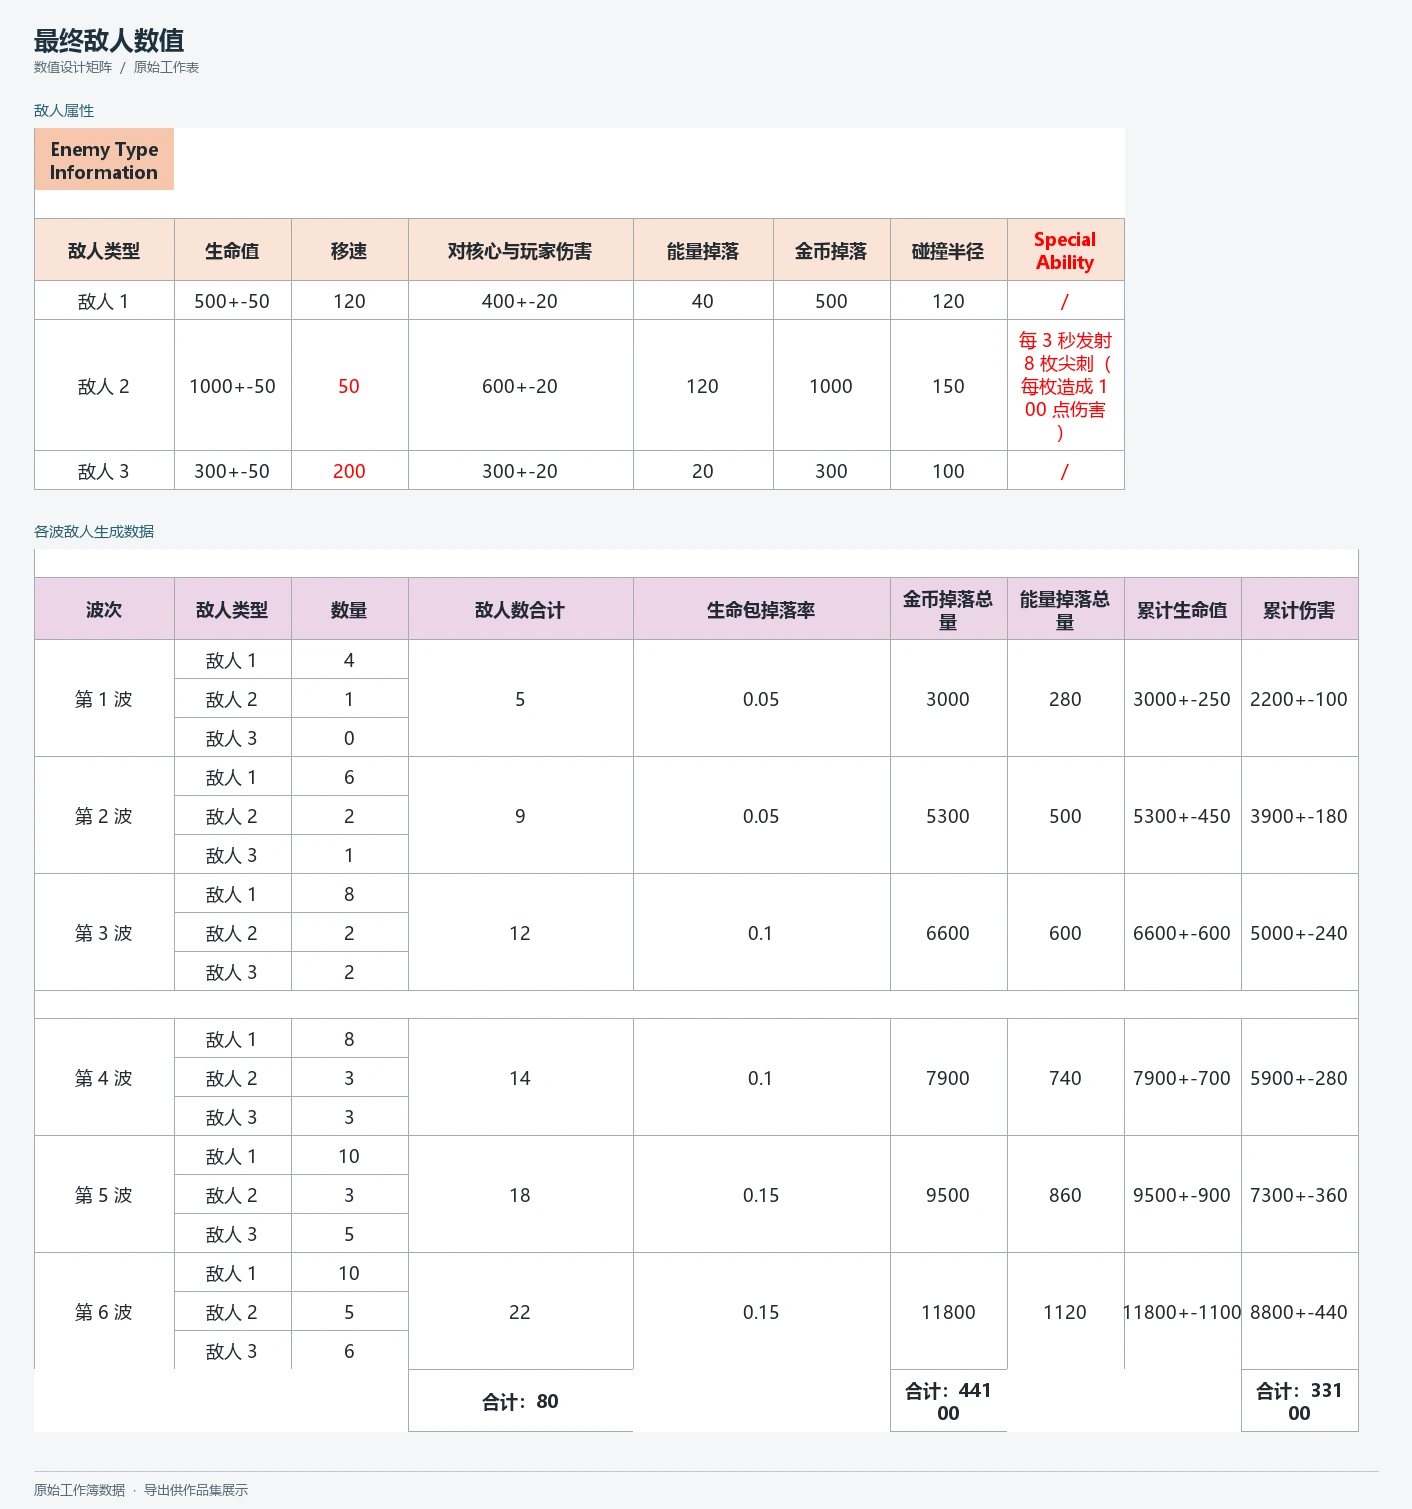 最终敌人数值
数值设计矩阵 / 原始工作表
敌人属性
Enemy Type
Information
敌人类型 生命值 移速 对核心与玩家伤害 能量掉落 金币掉落 碰撞半径 Special Ability
敌人 1 500+-50 120 400+-20 40 500 120 /
敌人 2 1000+-50 50 600+-20 120 1000 150 每 3 秒发射 8 枚尖刺（每枚造成 100 点伤害）
敌人 3 300+-50 200 300+-20 20 300 100 /
各波敌人生成数据
波次 敌人类型 数量 敌人数合计 生命包掉落率 金币掉落总量 能量掉落总量 累计生命值 累计伤害
敌人 1 4
第 1 波 敌人 2 1 5 0.05 3000 280 3000+-250 2200+-100
敌人 3 0
敌人 1 6
第 2 波 敌人 2 2 9 0.05 5300 500 5300+-450 3900+-180
敌人 3 1
敌人 1 8
第 3 波 敌人 2 2 12 0.1 6600 600 6600+-600 5000+-240
敌人 3 2
敌人 1 8
第 4 波 敌人 2 3 14 0.1 7900 740 7900+-700 5900+-280
敌人 3 3
敌人 1 10
第 5 波 敌人 2 3 18 0.15 9500 860 9500+-900 7300+-360
敌人 3 5
敌人 1 10
第 6 波 敌人 2 5 22 0.15 11800 1120 11800+-1100 8800+-440
敌人 3 6
合计：80 合计：44100 合计：33100
原始工作簿数据 · 导出供作品集展示